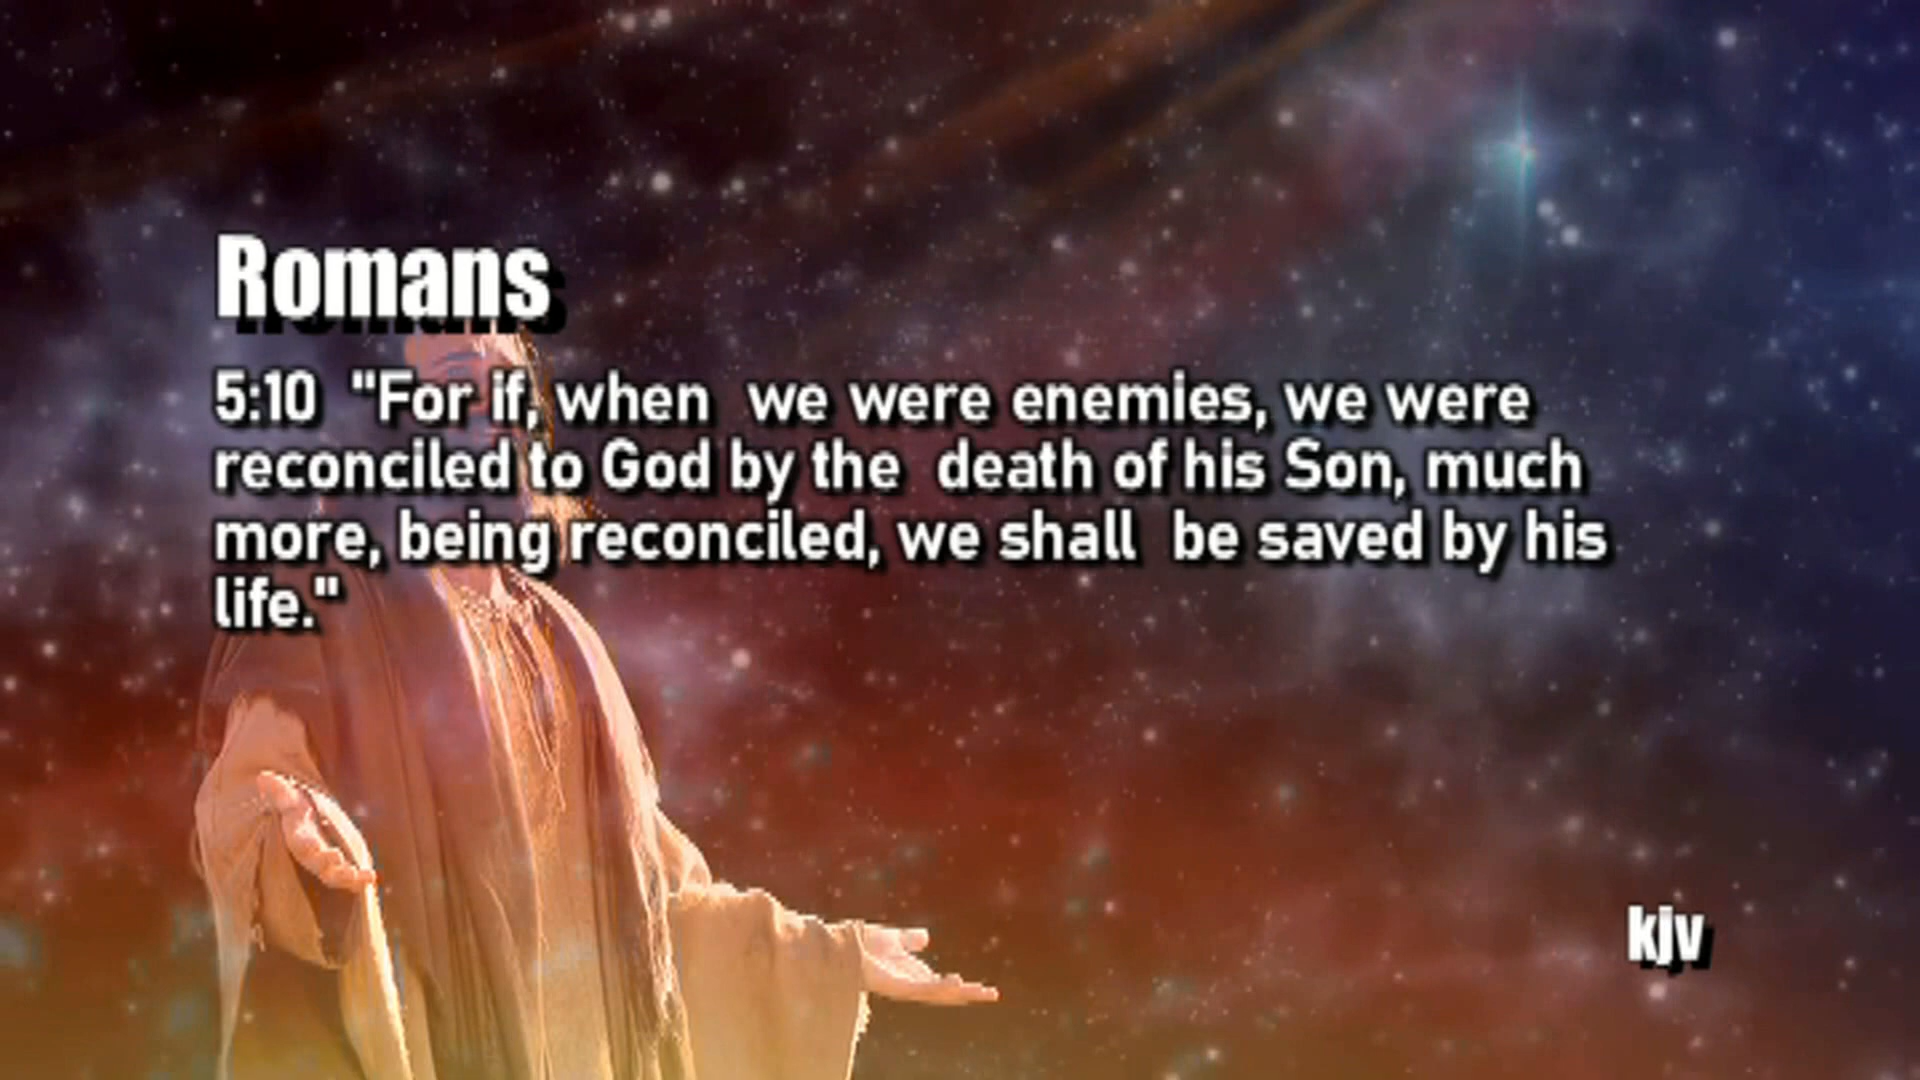 Romans
5:10  "For if, when  we were enemies, we were
reconciled to God by the  death of his Son, much
more, being reconciled, we shall  be saved by his
life."
kjv